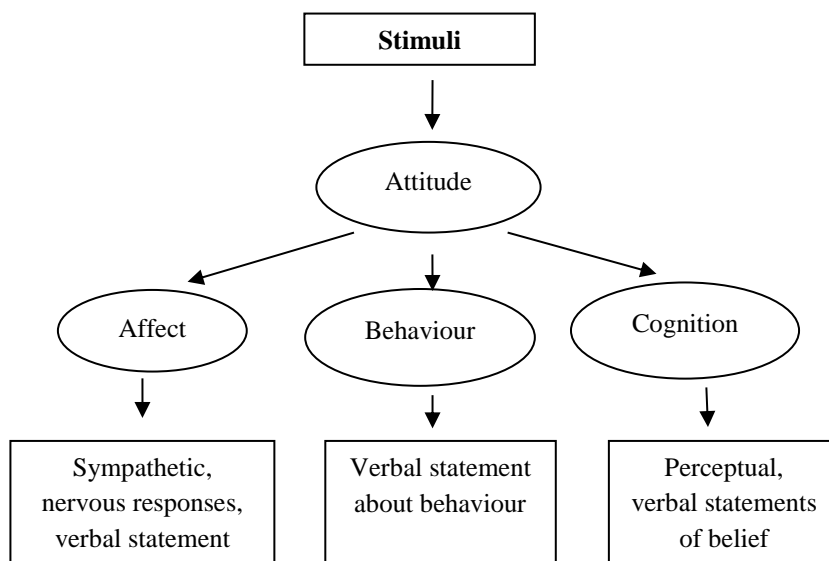 Stimuli
Attitude
Affect
Behaviour
Cognition
Sympathetic,
nervous responses,
verbal statement
Verbal statement
about behaviour
Perceptual,
verbal statements
of belief